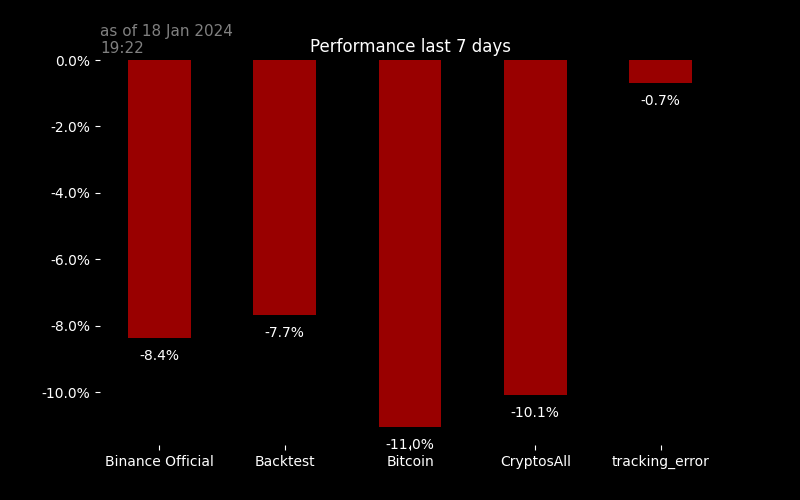 as of 18 Jan 2024
19:22
Performance last 7 days
0.0%
-2.0%
-4.0%
-6.0%
-8.0%
-10.0%
-8.4%
-7.7%
-11.0%
-10.1%
-0.7%
Binance Official
Backtest
Bitcoin
CryptosAll
tracking_error